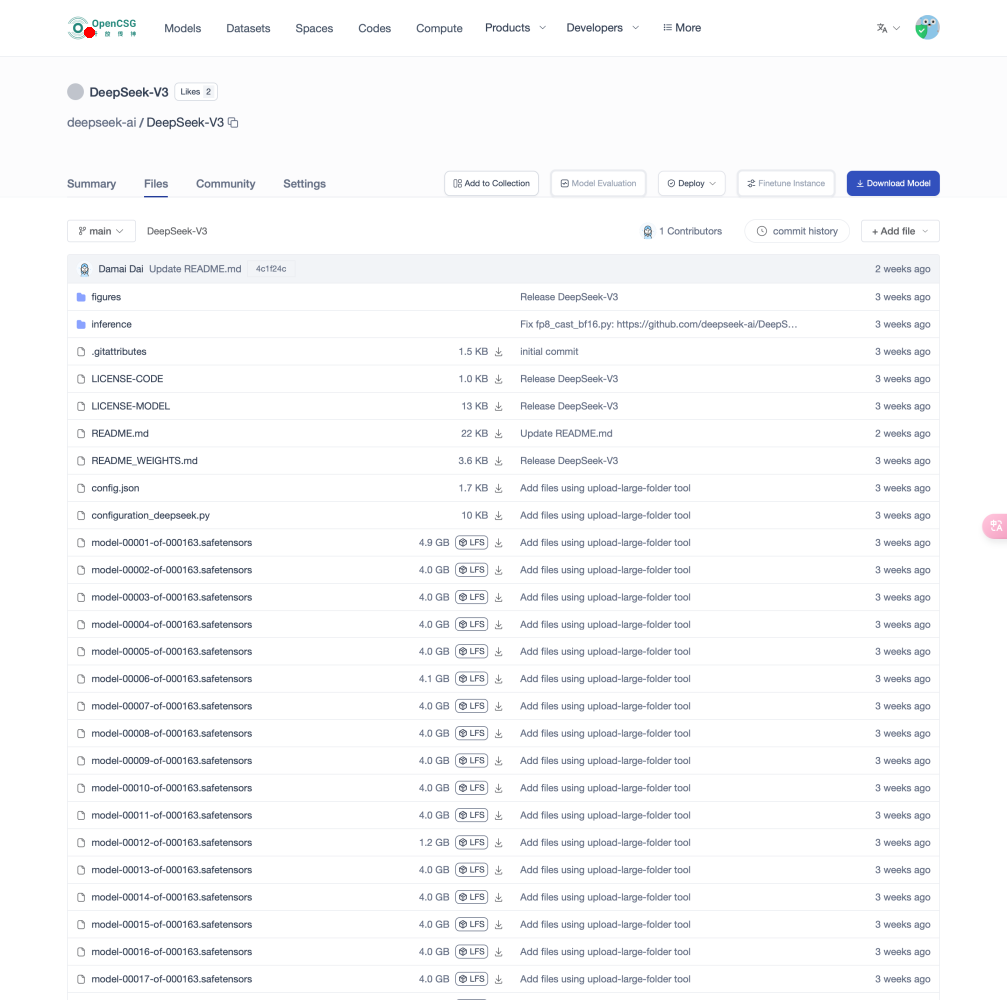 OpenCSG
传 神
Models Datasets Spaces Codes Compute Products Developers More
DeepSeek-V3 Likes 2
deepseek-ai / DeepSeek-V3
Summary Files Community Settings Add to Collection Model Evaluation Deploy Finetune Instance Download Model
main DeepSeek-V3 1 Contributors commit history + Add file
Damai Dai Update README.md 4c1f24c 2 weeks ago
figures Release DeepSeek-V3 3 weeks ago
inference Fix fp8_cast_bf16.py: https://github.com/deepseek-ai/DeepS... 3 weeks ago
.gitattributes 1.5 KB initial commit 3 weeks ago
LICENSE-CODE 1.0 KB Release DeepSeek-V3 3 weeks ago
LICENSE-MODEL 13 KB Release DeepSeek-V3 3 weeks ago
README.md 22 KB Update README.md 2 weeks ago
README_WEIGHTS.md 3.6 KB Release DeepSeek-V3 3 weeks ago
config.json 1.7 KB Add files using upload-large-folder tool 3 weeks ago
configuration_deepseek.py 10 KB Add files using upload-large-folder tool 3 weeks ago
model-00001-of-000163.safetensors 4.9 GB LFS Add files using upload-large-folder tool 3 weeks ago
model-00002-of-000163.safetensors 4.0 GB LFS Add files using upload-large-folder tool 3 weeks ago
model-00003-of-000163.safetensors 4.0 GB LFS Add files using upload-large-folder tool 3 weeks ago
model-00004-of-000163.safetensors 4.0 GB LFS Add files using upload-large-folder tool 3 weeks ago
model-00005-of-000163.safetensors 4.0 GB LFS Add files using upload-large-folder tool 3 weeks ago
model-00006-of-000163.safetensors 4.1 GB LFS Add files using upload-large-folder tool 3 weeks ago
model-00007-of-000163.safetensors 4.0 GB LFS Add files using upload-large-folder tool 3 weeks ago
model-00008-of-000163.safetensors 4.0 GB LFS Add files using upload-large-folder tool 3 weeks ago
model-00009-of-000163.safetensors 4.0 GB LFS Add files using upload-large-folder tool 3 weeks ago
model-00010-of-000163.safetensors 4.0 GB LFS Add files using upload-large-folder tool 3 weeks ago
model-00011-of-000163.safetensors 4.0 GB LFS Add files using upload-large-folder tool 3 weeks ago
model-00012-of-000163.safetensors 1.2 GB LFS Add files using upload-large-folder tool 3 weeks ago
model-00013-of-000163.safetensors 4.0 GB LFS Add files using upload-large-folder tool 3 weeks ago
model-00014-of-000163.safetensors 4.0 GB LFS Add files using upload-large-folder tool 3 weeks ago
model-00015-of-000163.safetensors 4.0 GB LFS Add files using upload-large-folder tool 3 weeks ago
model-00016-of-000163.safetensors 4.0 GB LFS Add files using upload-large-folder tool 3 weeks ago
model-00017-of-000163.safetensors 4.0 GB LFS Add files using upload-large-folder tool 3 weeks ago